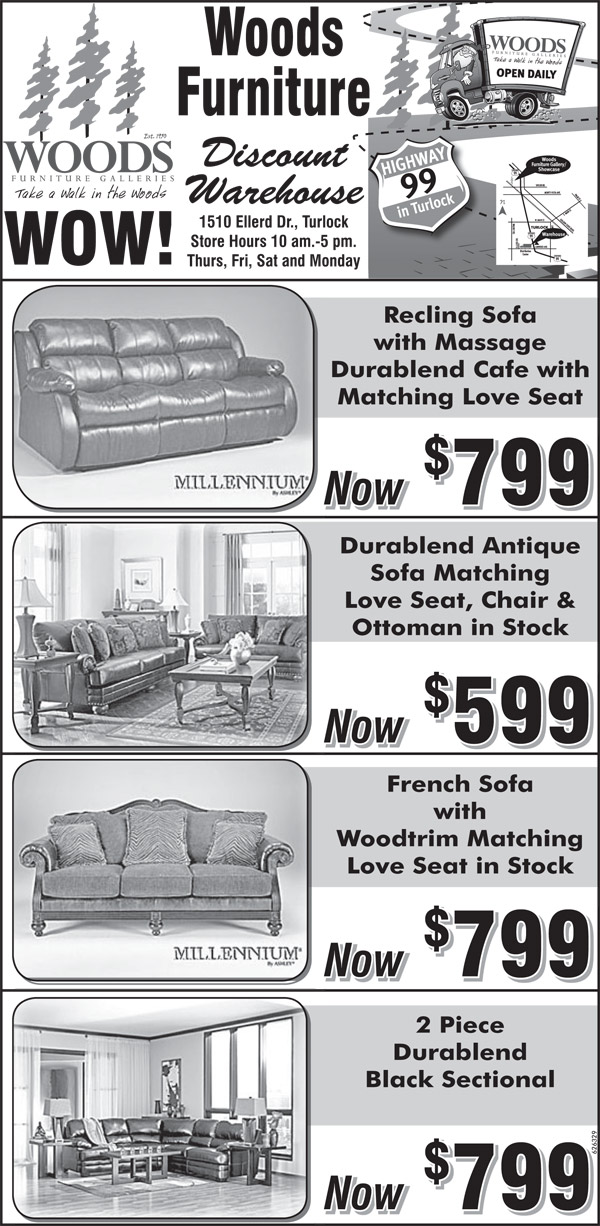 Woods
Furniture
Est. 1950
WOODS
FURNITURE GALLERIES
Take a Walk in the Woods
WOW!
Discount
Warehouse
1510 Ellerd Dr., Turlock
Store Hours 10 am.-5 pm.
Thurs, Fri, Sat and Monday
WOODS
FURNITURE GALLERIES
Take a Walk in the Woods
OPEN DAILY
HIGHWAY
99
in Turlock
Woods
Furniture Gallery/
Showcase
TURLOCK
Warehouse
Recling Sofa
with Massage
Durablend Cafe with
Matching Love Seat
MILLENNIUM®
By ASHLEY®
Now $799
Durablend Antique
Sofa Matching
Love Seat, Chair &
Ottoman in Stock
Now $599
French Sofa
with
Woodtrim Matching
Love Seat in Stock
MILLENNIUM®
By ASHLEY®
Now $799
2 Piece
Durablend
Black Sectional
Now $799
626329